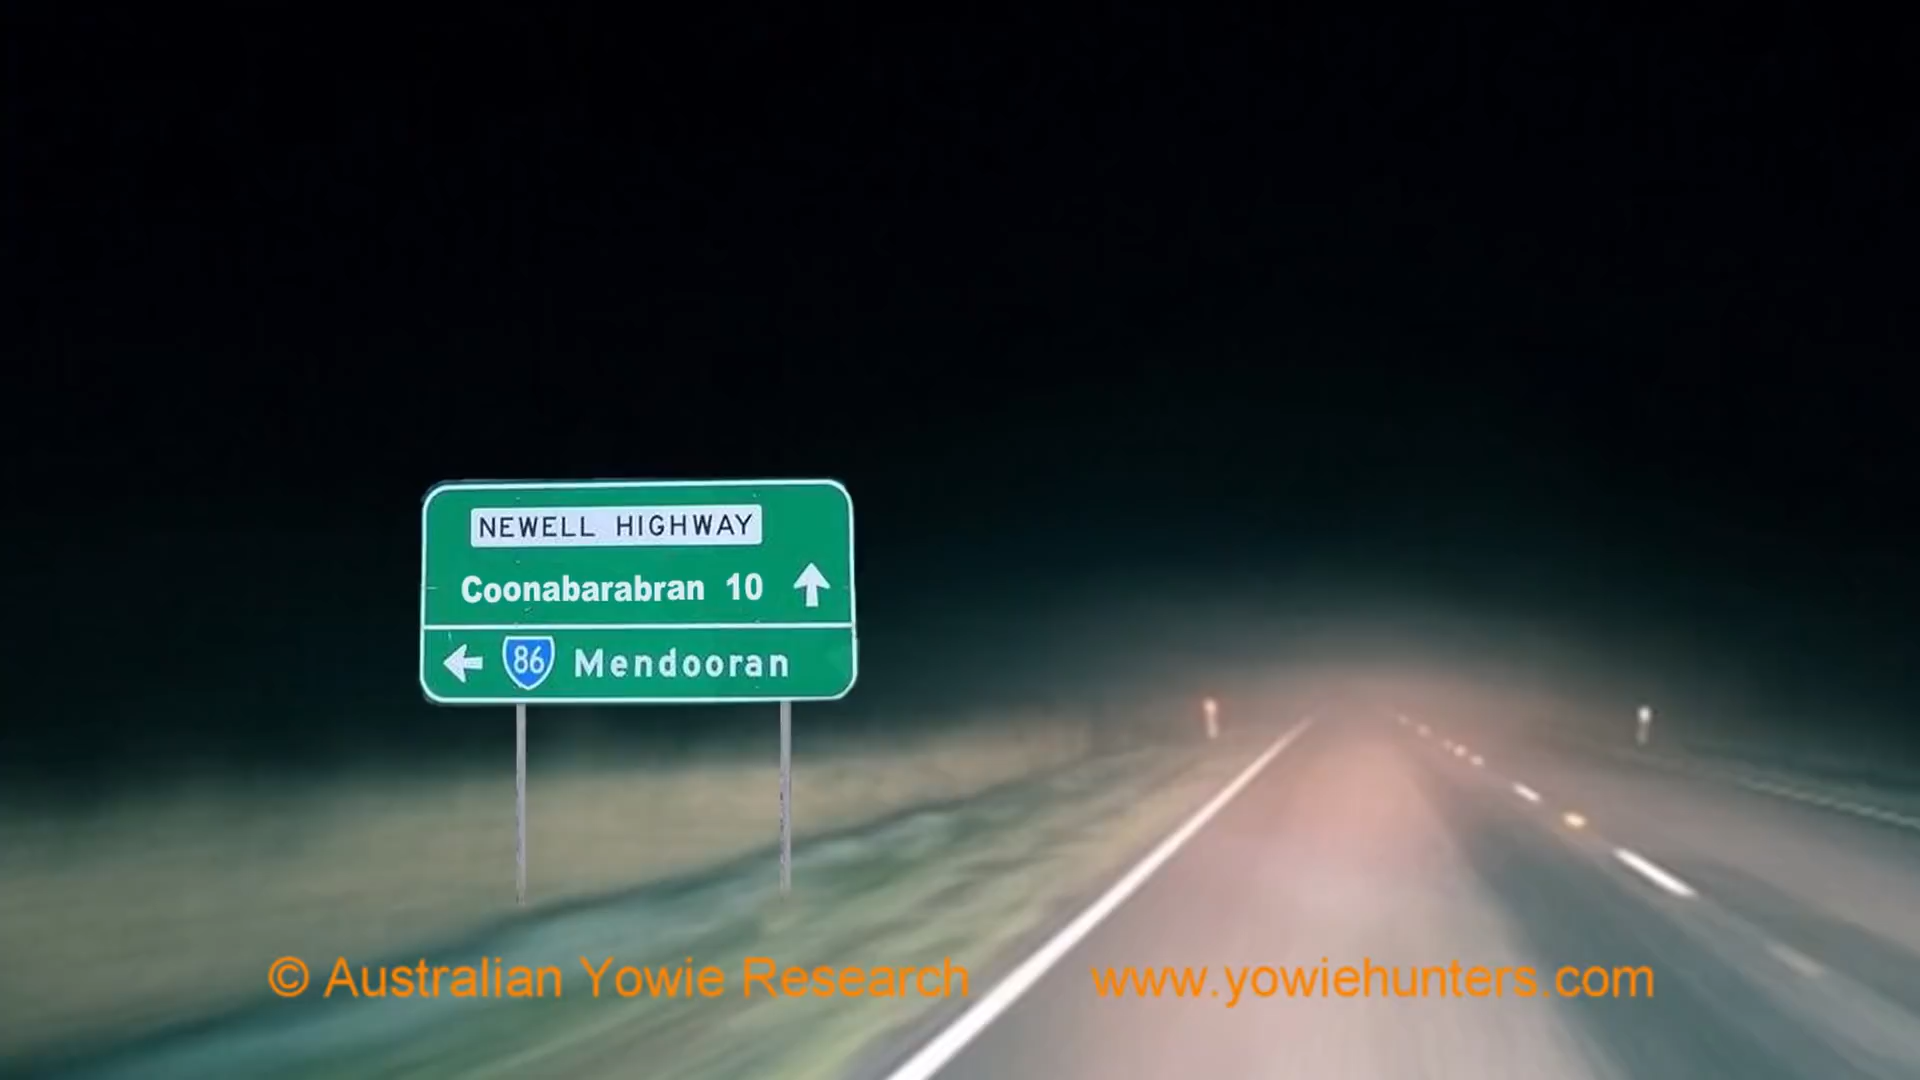 NEWELL HIGHWAY
Coonabarabran 10
86 Mendooran
© Australian Yowie Research www.yowiehunters.com